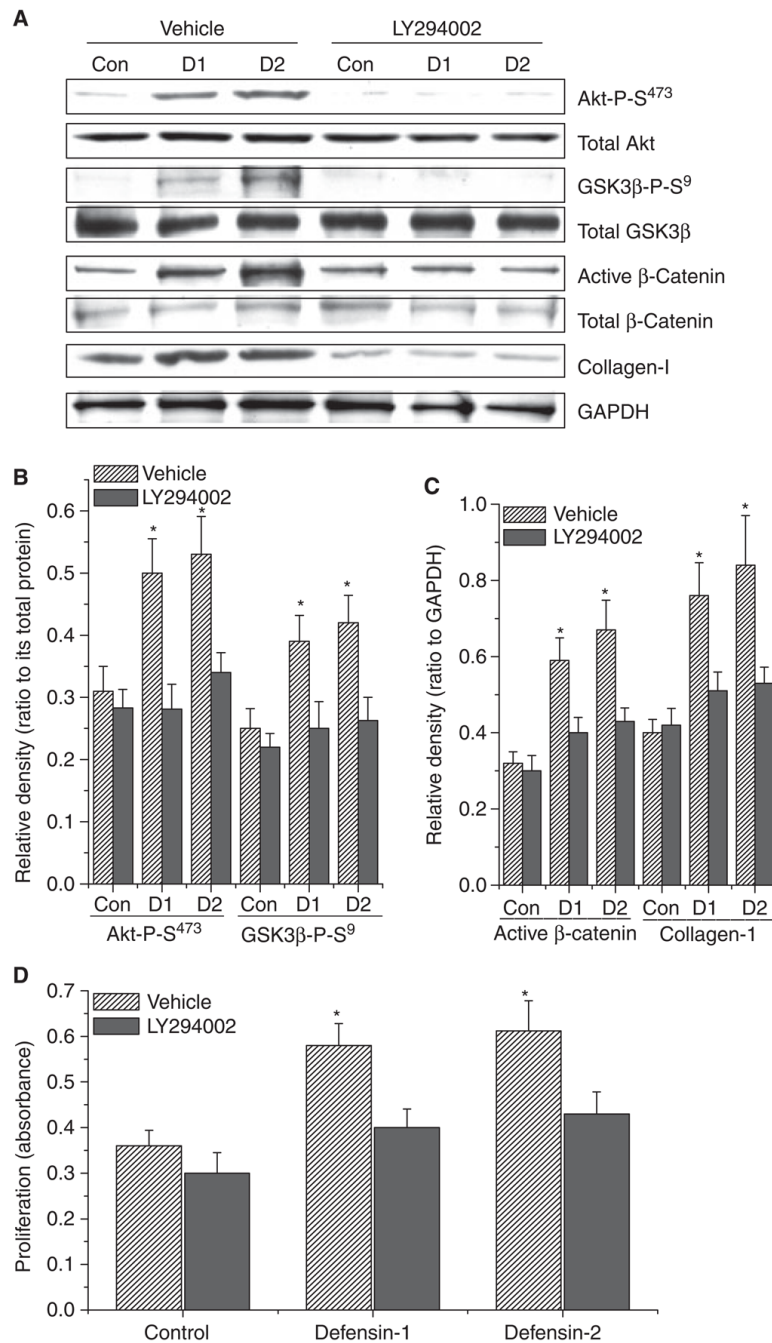 A
Vehicle LY294002
Con D1 D2 Con D1 D2
Akt-P-S473
Total Akt
GSK3β-P-S9
Total GSK3β
Active β-Catenin
Total β-Catenin
Collagen-I
GAPDH
B
Vehicle
LY294002
Relative density (ratio to its total protein)
0.6
0.5
0.4
0.3
0.2
0.1
0.0
* * * *
Con D1 D2 Con D1 D2
Akt-P-S473 GSK3β-P-S9
C
Vehicle
LY294002
Relative density (ratio to GAPDH)
1.0
0.8
0.6
0.4
0.3
0.0
* * * *
Con D1 D2 Con D1 D2
Active β-catenin Collagen-1
D
Vehicle
LY294002
Proliferation (absorbance)
0.7
0.6
0.5
0.4
0.3
0.2
0.1
0.0
* *
Control Defensin-1 Defensin-2